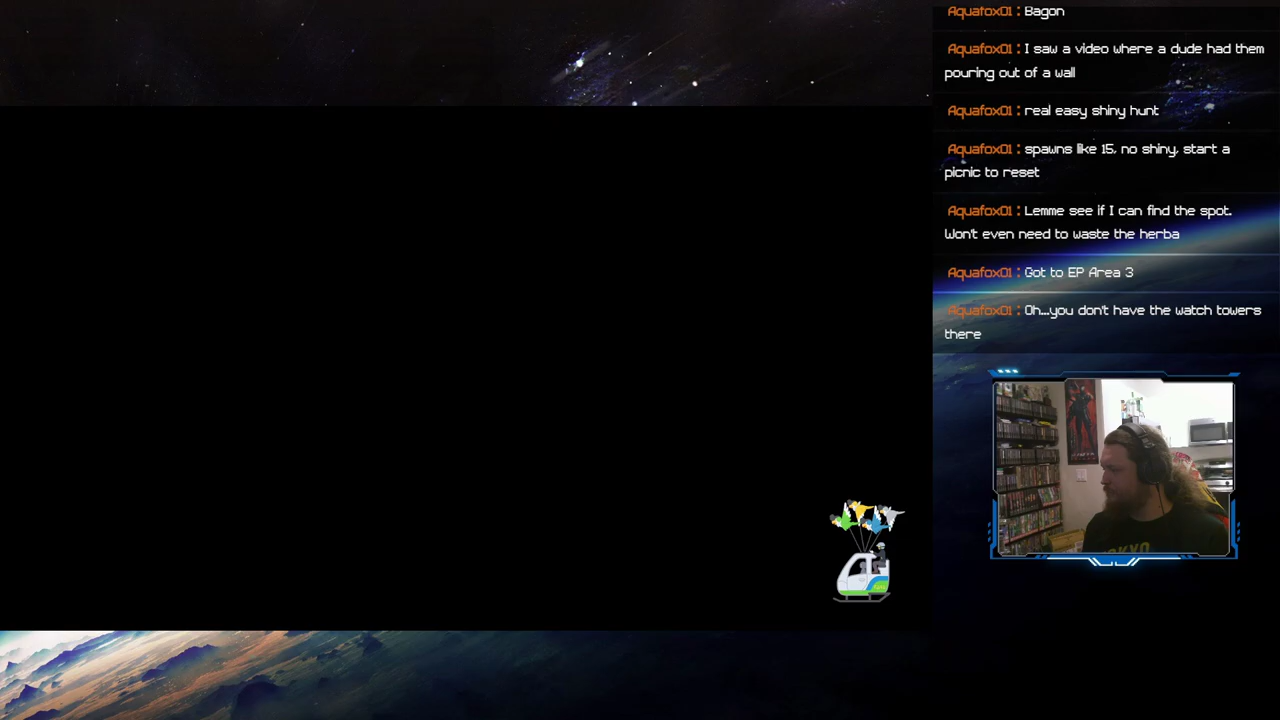 Aquafox01 : Bagon
Aquafox01 : I saw a video where a dude had them
pouring out of a wall
Aquafox01 : real easy shiny hunt
Aquafox01 : spawns like 15, no shiny, start a
picnic to reset
Aquafox01 : Lemme see if I can find the spot.
Won't even need to waste the herba
Aquafox01 : Got to EP Area 3
Aquafox01 : Oh...you don't have the watch towers
there
TOKYO